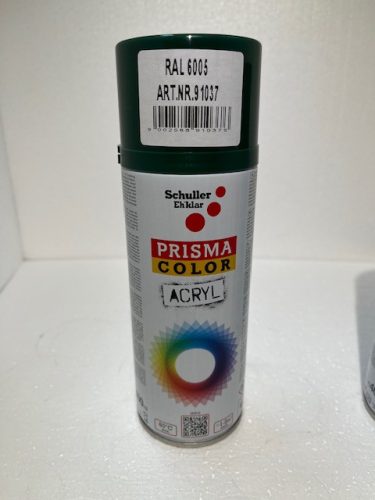 RAL 6005
ART.NR.91037
Schuller
Eh klar
PRISMA
COLOR
ACRYL